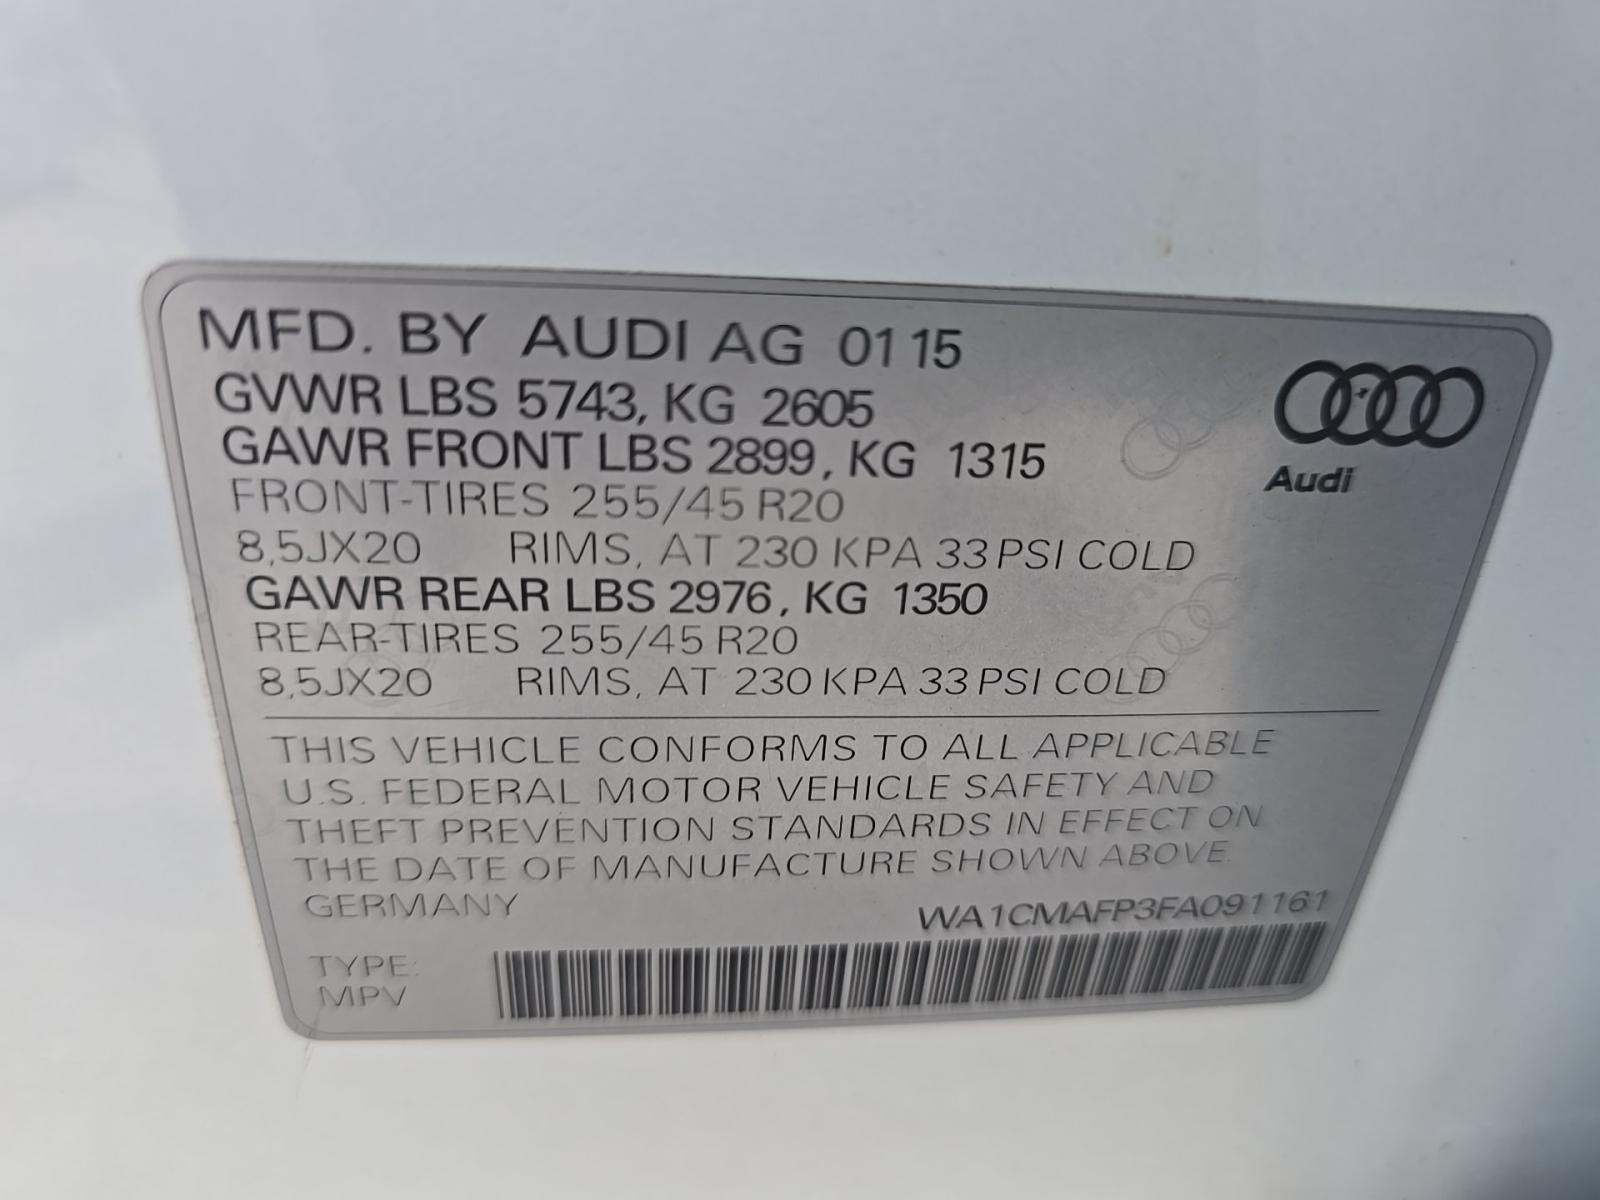 MFD. BY AUDI AG 01 15
GVWR LBS 5743, KG 2605
GAWR FRONT LBS 2899, KG 1315
FRONT-TIRES 255/45 R20
8,5JX20 RIMS, AT 230 KPA 33 PSI COLD
GAWR REAR LBS 2976, KG 1350
REAR-TIRES 255/45 R20
8,5JX20 RIMS, AT 230 KPA 33 PSI COLD
Audi
THIS VEHICLE CONFORMS TO ALL APPLICABLE
U.S. FEDERAL MOTOR VEHICLE SAFETY AND
THEFT PREVENTION STANDARDS IN EFFECT ON
THE DATE OF MANUFACTURE SHOWN ABOVE.
GERMANY
WA1CMAFP3FA091161
TYPE:
MPV